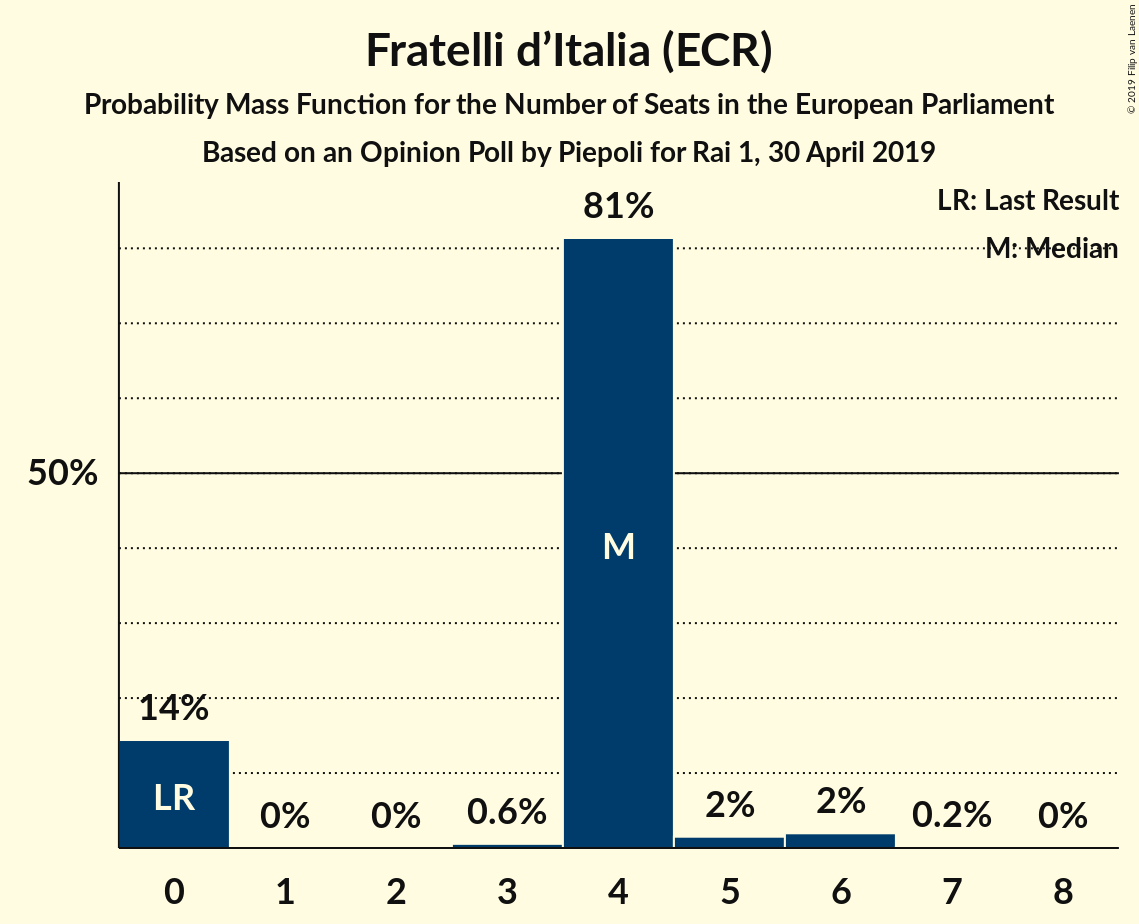 Fratelli d’Italia (ECR)
Probability Mass Function for the Number of Seats in the European Parliament
Based on an Opinion Poll by Piepoli for Rai 1, 30 April 2019
© 2019 Filip van Laenen
LR: Last Result
M: Median
81%
50%
M
14%
LR
0%
0%
0.6%
2%
2%
0.2%
0%
0
1
2
3
4
5
6
7
8